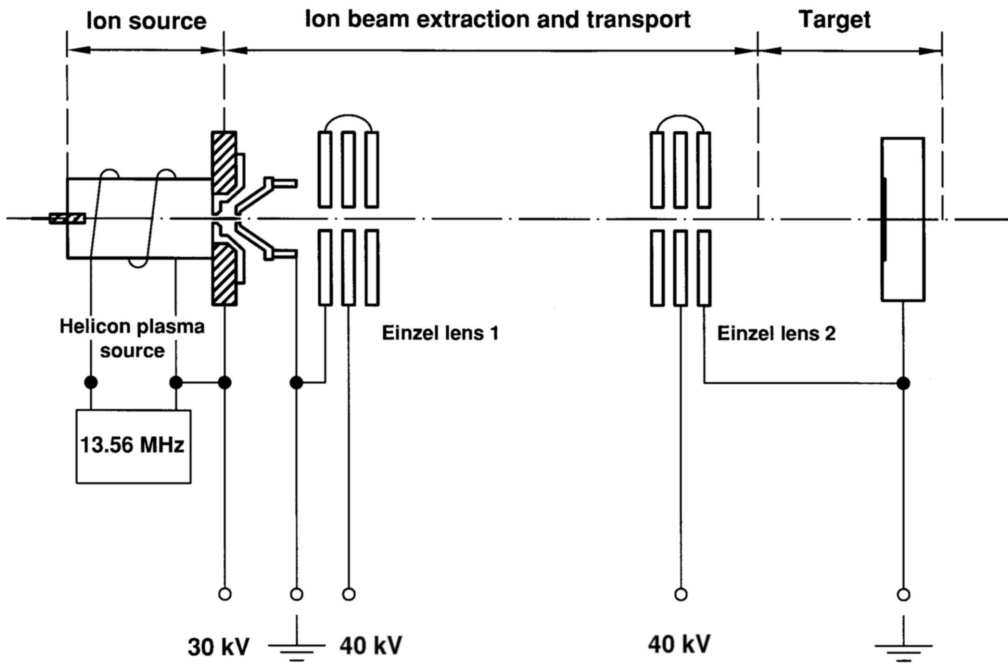 Ion source
Ion beam extraction and transport
Target
Helicon plasma
source
Einzel lens 1
Einzel lens 2
13.56 MHz
30 kV
40 kV
40 kV